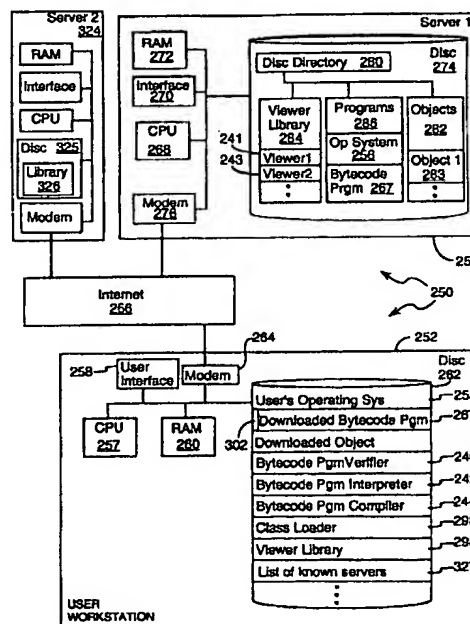 Server 2
324
RAM
Interface
CPU
Disc 325
Library
326
Modem
Server 1
RAM
272
Interface
270
CPU
268
Modem
276
Disc
274
Disc Directory 280
Viewer
Library
284
241 Viewer1
243 Viewer2
Programs
288
Op System
256
Bytecode
Prgm 267
Objects
282
Object 1
283
Internet
266
250
252
264
258 User
Interface
Modem
CPU
257
RAM
260
Disc
262
User's Operating Sys
302 Downloaded Bytecode Pgm
Downloaded Object
Bytecode PgmVerifier
Bytecode Pgm Interpreter
Bytecode Pgm Compiler
Class Loader
Viewer Library
List of known servers
USER
WORKSTATION